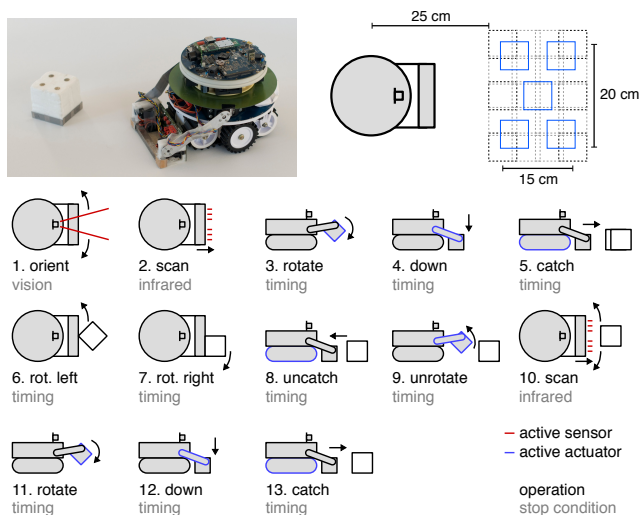 25 cm
20 cm
15 cm
1. orient
vision
2. scan
infrared
3. rotate
timing
4. down
timing
5. catch
timing
6. rot. left
timing
7. rot. right
timing
8. uncatch
timing
9. unrotate
timing
10. scan
infrared
11. rotate
timing
12. down
timing
13. catch
timing
active sensor
active actuator
operation
stop condition